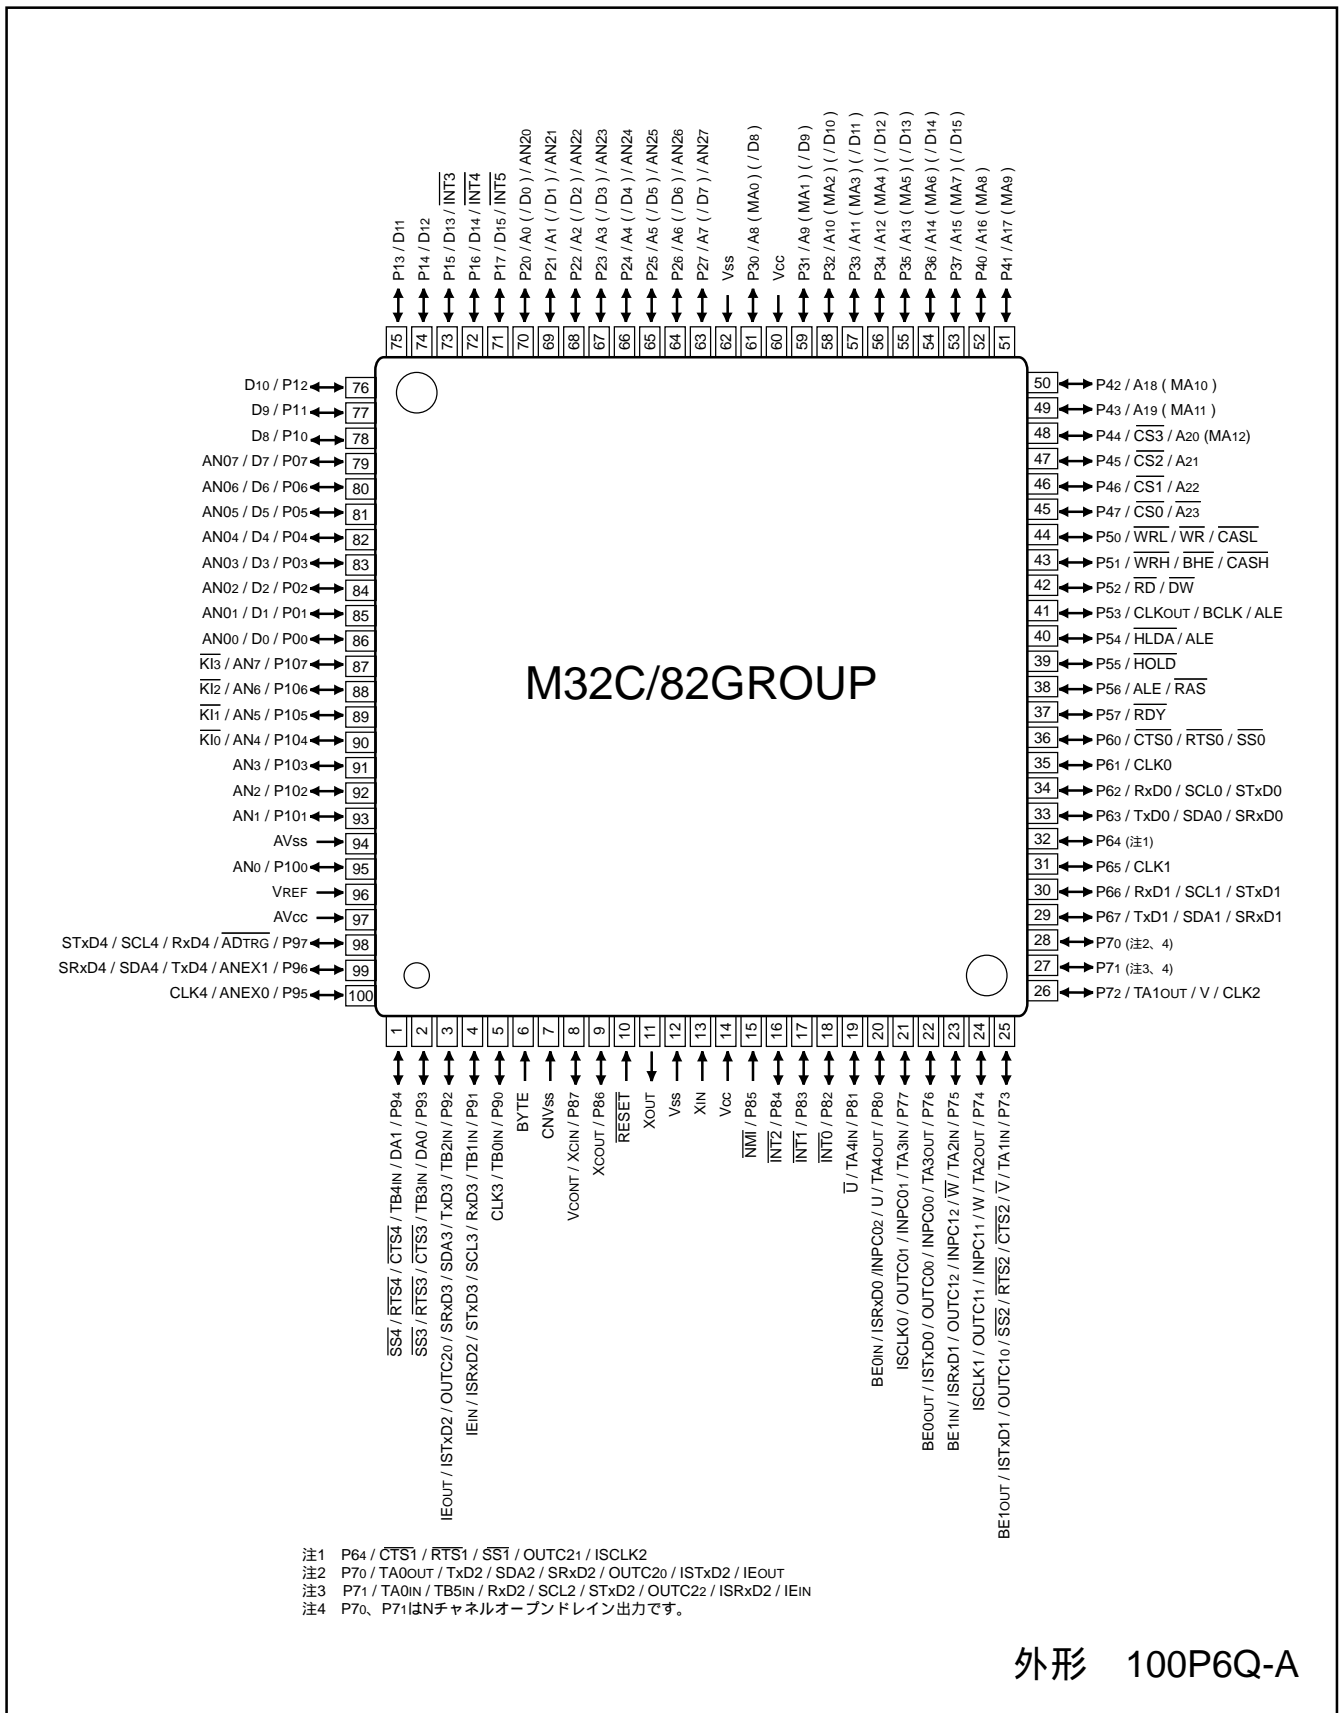 P13 / D11
P14 / D12
P15 / D13 / INT3
P16 / D14 / INT4
P17 / D15 / INT5
P20 / A0 ( / D0 ) / AN20
P21 / A1 ( / D1 ) / AN21
P22 / A2 ( / D2 ) / AN22
P23 / A3 ( / D3 ) / AN23
P24 / A4 ( / D4 ) / AN24
P25 / A5 ( / D5 ) / AN25
P26 / A6 ( / D6 ) / AN26
P27 / A7 ( / D7 ) / AN27
Vss
P30 / A8 ( MA0 ) ( / D8 )
Vcc
P31 / A9 ( MA1 ) ( / D9 )
P32 / A10 ( MA2 ) ( / D10 )
P33 / A11 ( MA3 ) ( / D11 )
P34 / A12 ( MA4 ) ( / D12 )
P35 / A13 ( MA5 ) ( / D13 )
P36 / A14 ( MA6 ) ( / D14 )
P37 / A15 ( MA7 ) ( / D15 )
P40 / A16 ( MA8 )
P41 / A17 ( MA9 )
75 74 73 72 71 70 69 68 67 66 65 64 63 62 61 60 59 58 57 56 55 54 53 52 51
D10 / P12 76
D9 / P11 77
D8 / P10 78
AN07 / D7 / P07 79
AN06 / D6 / P06 80
AN05 / D5 / P05 81
AN04 / D4 / P04 82
AN03 / D3 / P03 83
AN02 / D2 / P02 84
AN01 / D1 / P01 85
AN00 / D0 / P00 86
KI3 / AN7 / P107 87
KI2 / AN6 / P106 88
KI1 / AN5 / P105 89
KI0 / AN4 / P104 90
AN3 / P103 91
AN2 / P102 92
AN1 / P101 93
AVss 94
AN0 / P100 95
VREF 96
AVcc 97
STxD4 / SCL4 / RxD4 / ADTRG / P97 98
SRxD4 / SDA4 / TxD4 / ANEX1 / P96 99
CLK4 / ANEX0 / P95 100
M32C/82GROUP
50 P42 / A18 ( MA10 )
49 P43 / A19 ( MA11 )
48 P44 / CS3 / A20 (MA12)
47 P45 / CS2 / A21
46 P46 / CS1 / A22
45 P47 / CS0 / A23
44 P50 / WRL / WR / CASL
43 P51 / WRH / BHE / CASH
42 P52 / RD / DW
41 P53 / CLKOUT / BCLK / ALE
40 P54 / HLDA / ALE
39 P55 / HOLD
38 P56 / ALE / RAS
37 P57 / RDY
36 P60 / CTS0 / RTS0 / SS0
35 P61 / CLK0
34 P62 / RxD0 / SCL0 / STxD0
33 P63 / TxD0 / SDA0 / SRxD0
32 P64 (注1)
31 P65 / CLK1
30 P66 / RxD1 / SCL1 / STxD1
29 P67 / TxD1 / SDA1 / SRxD1
28 P70 (注2、4)
27 P71 (注3、4)
26 P72 / TA1OUT / V / CLK2
1 2 3 4 5 6 7 8 9 10 11 12 13 14 15 16 17 18 19 20 21 22 23 24 25
SS4 / RTS4 / CTS4 / TB4IN / DA1 / P94
SS3 / RTS3 / CTS3 / TB3IN / DA0 / P93
IEOUT / ISTxD2 / OUTC20 / SRxD3 / SDA3 / TxD3 / TB2IN / P92
IEIN / ISRxD2 / STxD3 / SCL3 / RxD3 / TB1IN / P91
CLK3 / TB0IN / P90
BYTE
CNVss
VCONT / XCIN / P87
XCOUT / P86
RESET
XOUT
Vss
XIN
Vcc
NMI / P85
INT2 / P84
INT1 / P83
INT0 / P82
U / TA4IN / P81
BE0IN / ISRxD0 /INPC02 / U / TA4OUT / P80
ISCLK0 / OUTC01 / INPC01 / TA3IN / P77
BE0OUT / ISTxD0 / OUTC00 / INPC00 / TA3OUT / P76
BE1IN / ISRxD1 / OUTC12 / INPC12 / W / TA2IN / P75
ISCLK1 / OUTC11 / INPC11 / W / TA2OUT / P74
BE1OUT / ISTxD1 / OUTC10 / SS2 / RTS2 / CTS2 / V / TA1IN / P73
注1 P64 / CTS1 / RTS1 / SS1 / OUTC21 / ISCLK2
注2 P70 / TA0OUT / TxD2 / SDA2 / SRxD2 / OUTC20 / ISTxD2 / IEOUT
注3 P71 / TA0IN / TB5IN / RxD2 / SCL2 / STxD2 / OUTC22 / ISRxD2 / IEIN
注4 P70、P71はNチャネルオープンドレイン出力です。
外形 100P6Q-A